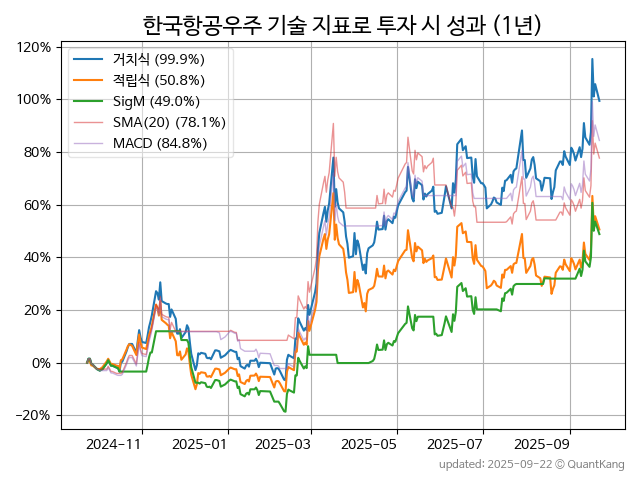 한국항공우주 기술 지표로 투자 시 성과 (1년)
120%
100%
80%
60%
40%
20%
0%
−20%
거치식 (99.9%)
적립식 (50.8%)
SigM (49.0%)
SMA(20) (78.1%)
MACD (84.8%)
2024-11
2025-01
2025-03
2025-05
2025-07
2025-09
updated: 2025-09-22 © QuantKang